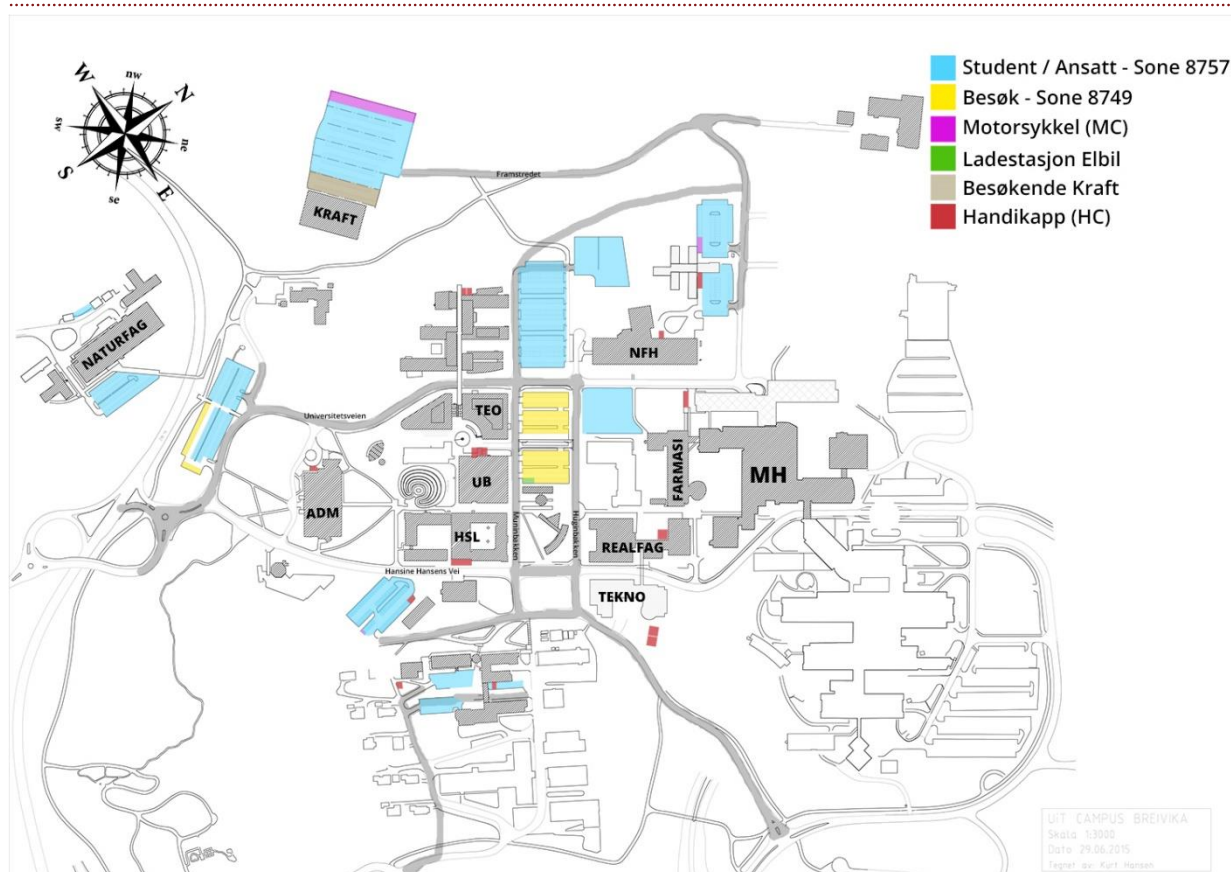 nw
W
N
sw
ne
S
E
se
Student / Ansatt - Sone 8757
Besøk - Sone 8749
Motorsykkel (MC)
Ladestasjon Elbil
Besøkende Kraft
Handikapp (HC)
Framstredet
KRAFT
NATURFAG
NFH
Universitetsveien
TEO
UB
FARMASI
MH
ADM
HSL
Muninbakken
Huginbakken
REALFAG
Hansine Hansens Vei
TEKNO
UiT CAMPUS BREIVIKA
Skala 1:3000
Dato 29.06.2015
Tegnet av: Kurt Hansen